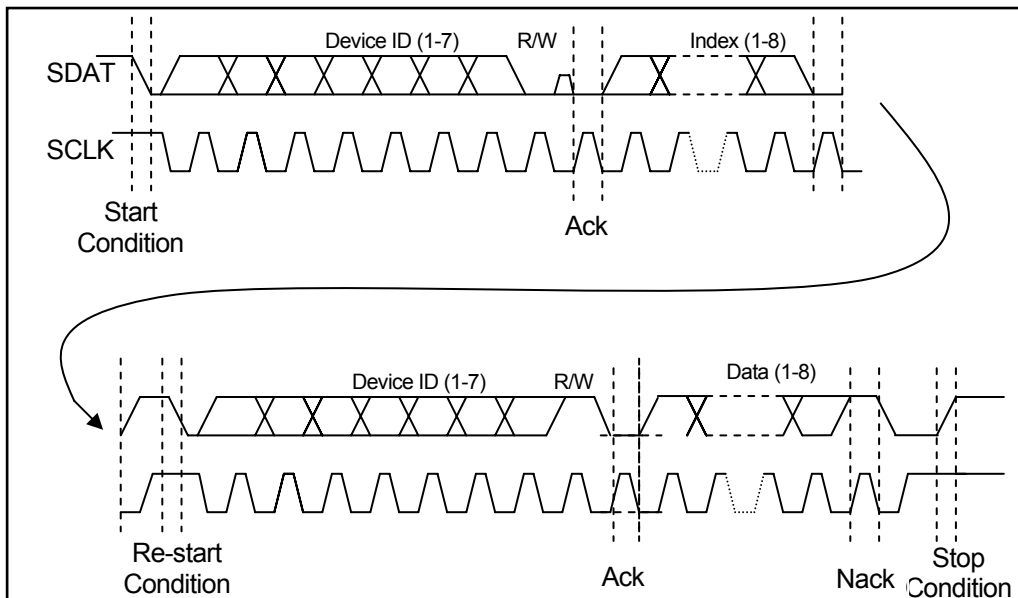 Device ID (1-7) R/W Index (1-8)
SDAT
SCLK
Start
Condition
Ack
Device ID (1-7) R/W Data (1-8)
Re-start
Condition
Ack
Nack
Stop
Condition